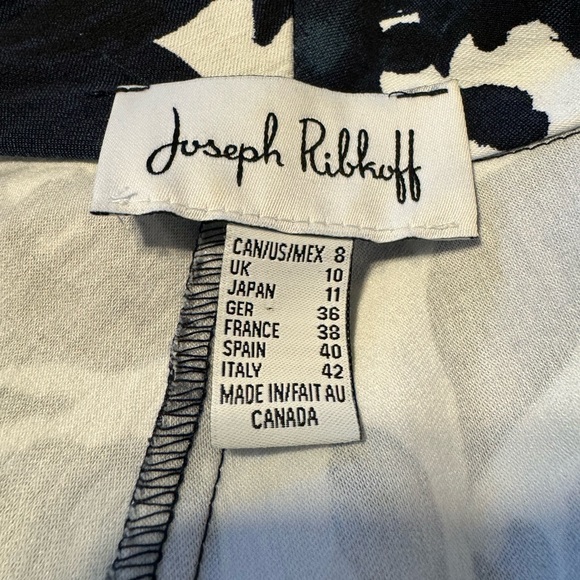 Joseph Ribkoff
CAN/US/MEX 8
UK 10
JAPAN 11
GER 36
FRANCE 38
SPAIN 40
ITALY 42
MADE IN/FAIT AU
CANADA